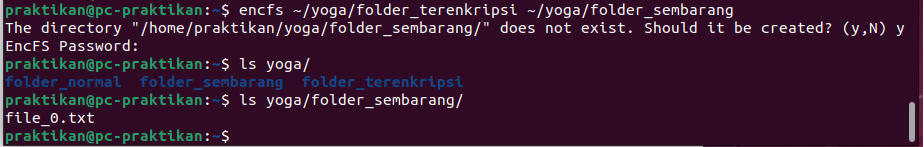 praktikan@pc-praktikan:~$ encfs ~/yoga/folder_terenkripsi ~/yoga/folder_sembarang
The directory "/home/praktikan/yoga/folder_sembarang/" does not exist. Should it be created? (y,N) y
EncFS Password:
praktikan@pc-praktikan:~$ ls yoga/
folder_normal  folder_sembarang  folder_terenkripsi
praktikan@pc-praktikan:~$ ls yoga/folder_sembarang/
file_0.txt
praktikan@pc-praktikan:~$